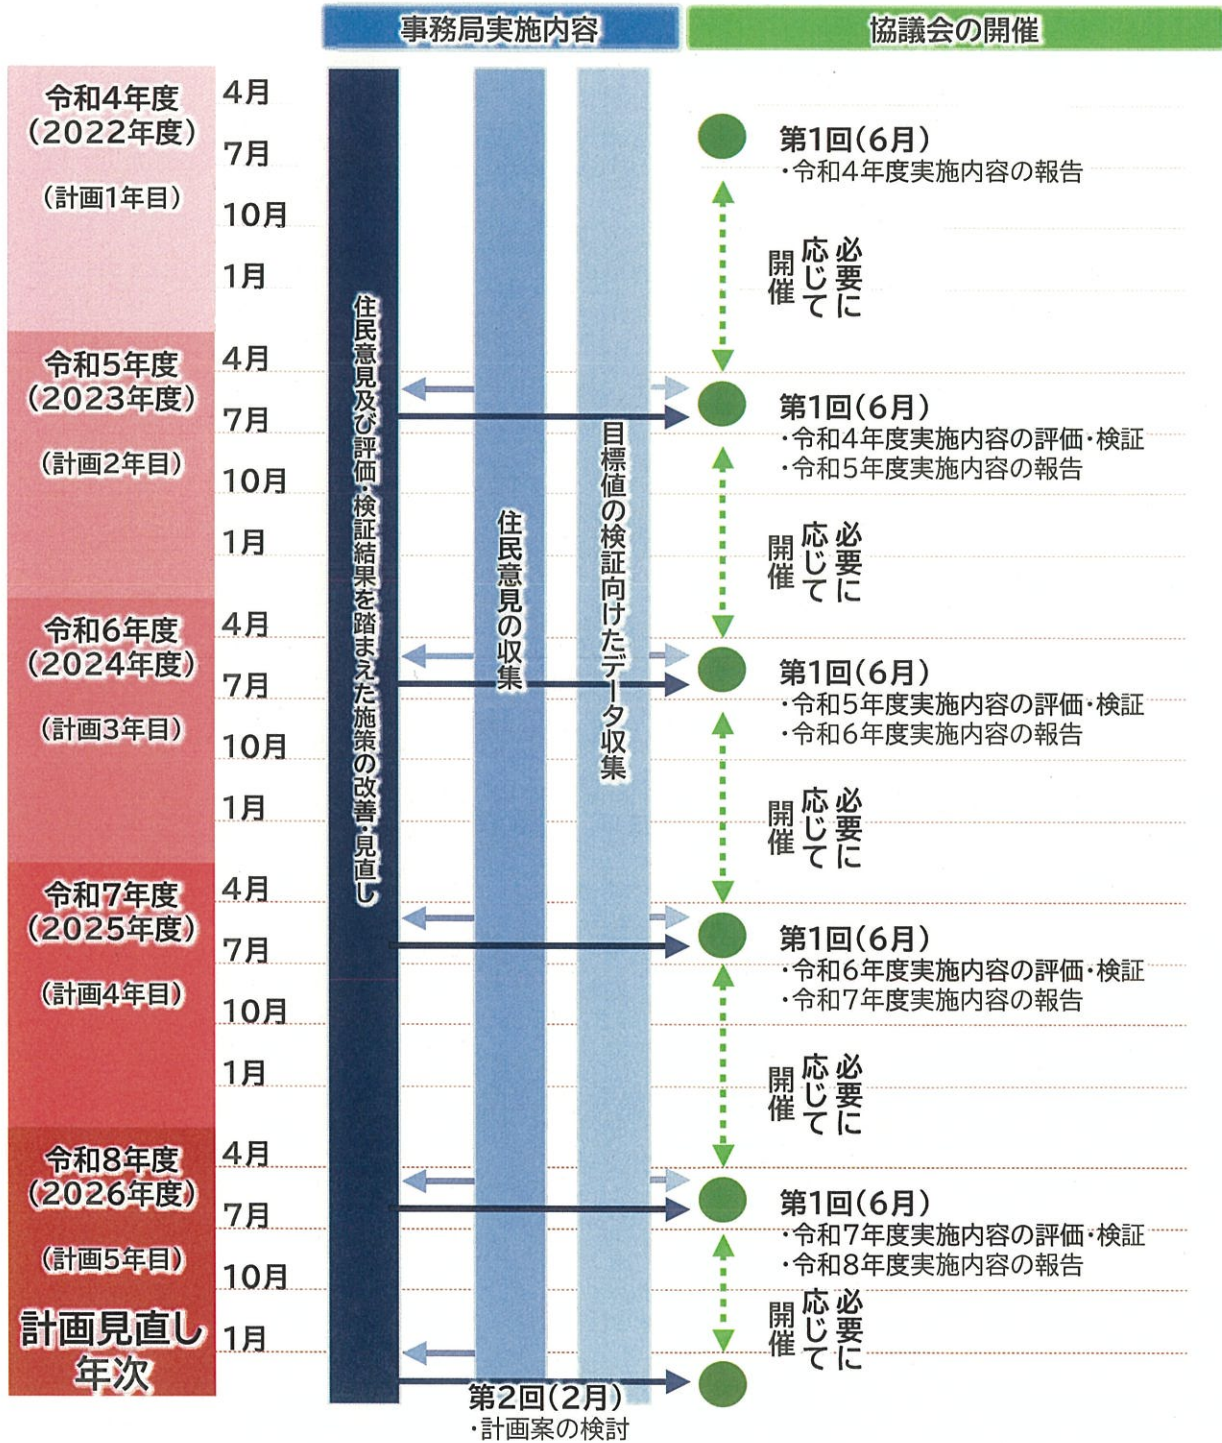 事務局実施内容
協議会の開催
令和4年度
(2022年度)
(計画1年目)
4月
7月
10月
1月
第1回(6月)
・令和4年度実施内容の報告
必要に
応じて
開催
令和5年度
(2023年度)
(計画2年目)
4月
7月
10月
1月
第1回(6月)
・令和4年度実施内容の評価・検証
・令和5年度実施内容の報告
必要に
応じて
開催
令和6年度
(2024年度)
(計画3年目)
4月
7月
10月
1月
第1回(6月)
・令和5年度実施内容の評価・検証
・令和6年度実施内容の報告
必要に
応じて
開催
令和7年度
(2025年度)
(計画4年目)
4月
7月
10月
1月
第1回(6月)
・令和6年度実施内容の評価・検証
・令和7年度実施内容の報告
必要に
応じて
開催
令和8年度
(2026年度)
(計画5年目)
計画見直し
年次
4月
7月
10月
1月
第1回(6月)
・令和7年度実施内容の評価・検証
・令和8年度実施内容の報告
必要に
応じて
開催
住民意見及び評価・検証結果を踏まえた施策の改善・見直し
住民意見の収集
目標値の検証向けたデータ収集
第2回(2月)
・計画案の検討